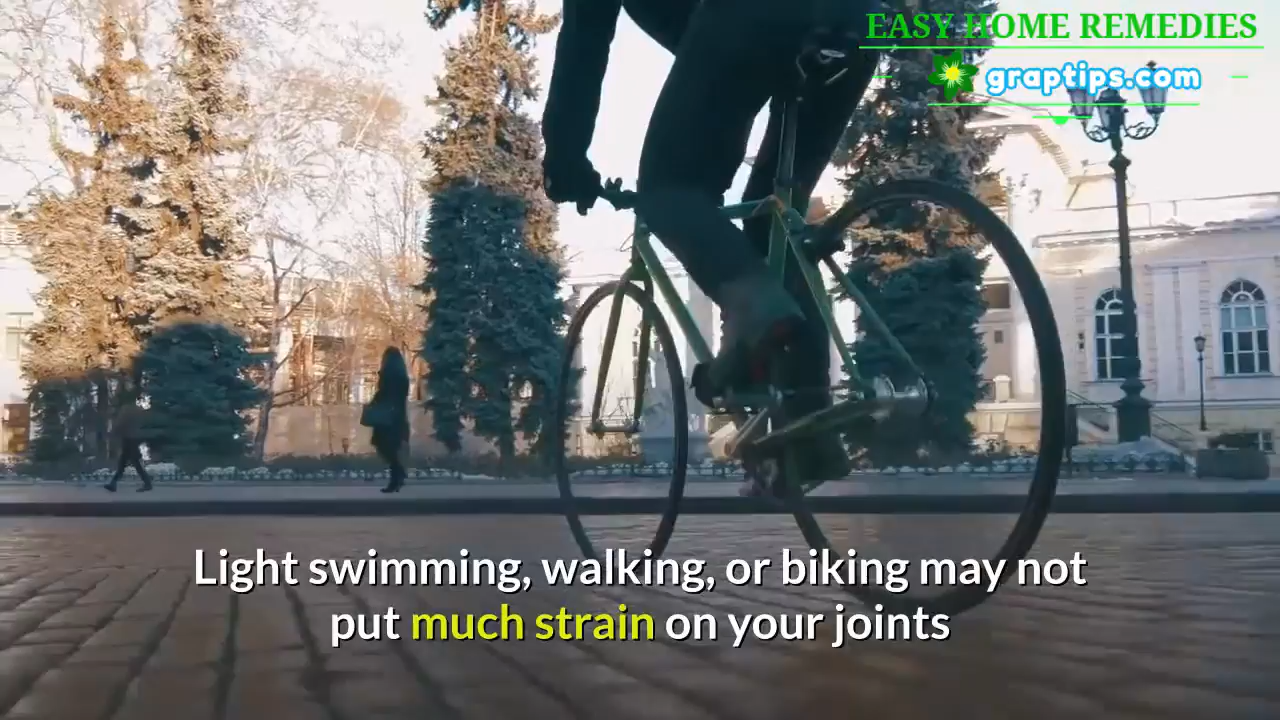 EASY HOME REMEDIES
graptips.com
Light swimming, walking, or biking may not
put much strain on your joints